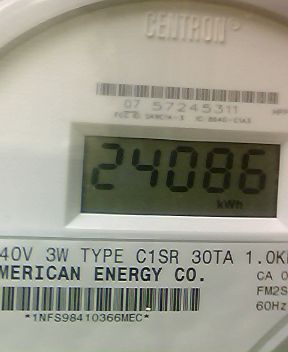 CENTRON®
07 57245311
24086
kWh
40V 3W TYPE C1SR 30TA 1.0K
MERICAN ENERGY CO.
CA 0
FM2S
60Hz
*1NFS98410366MEC*